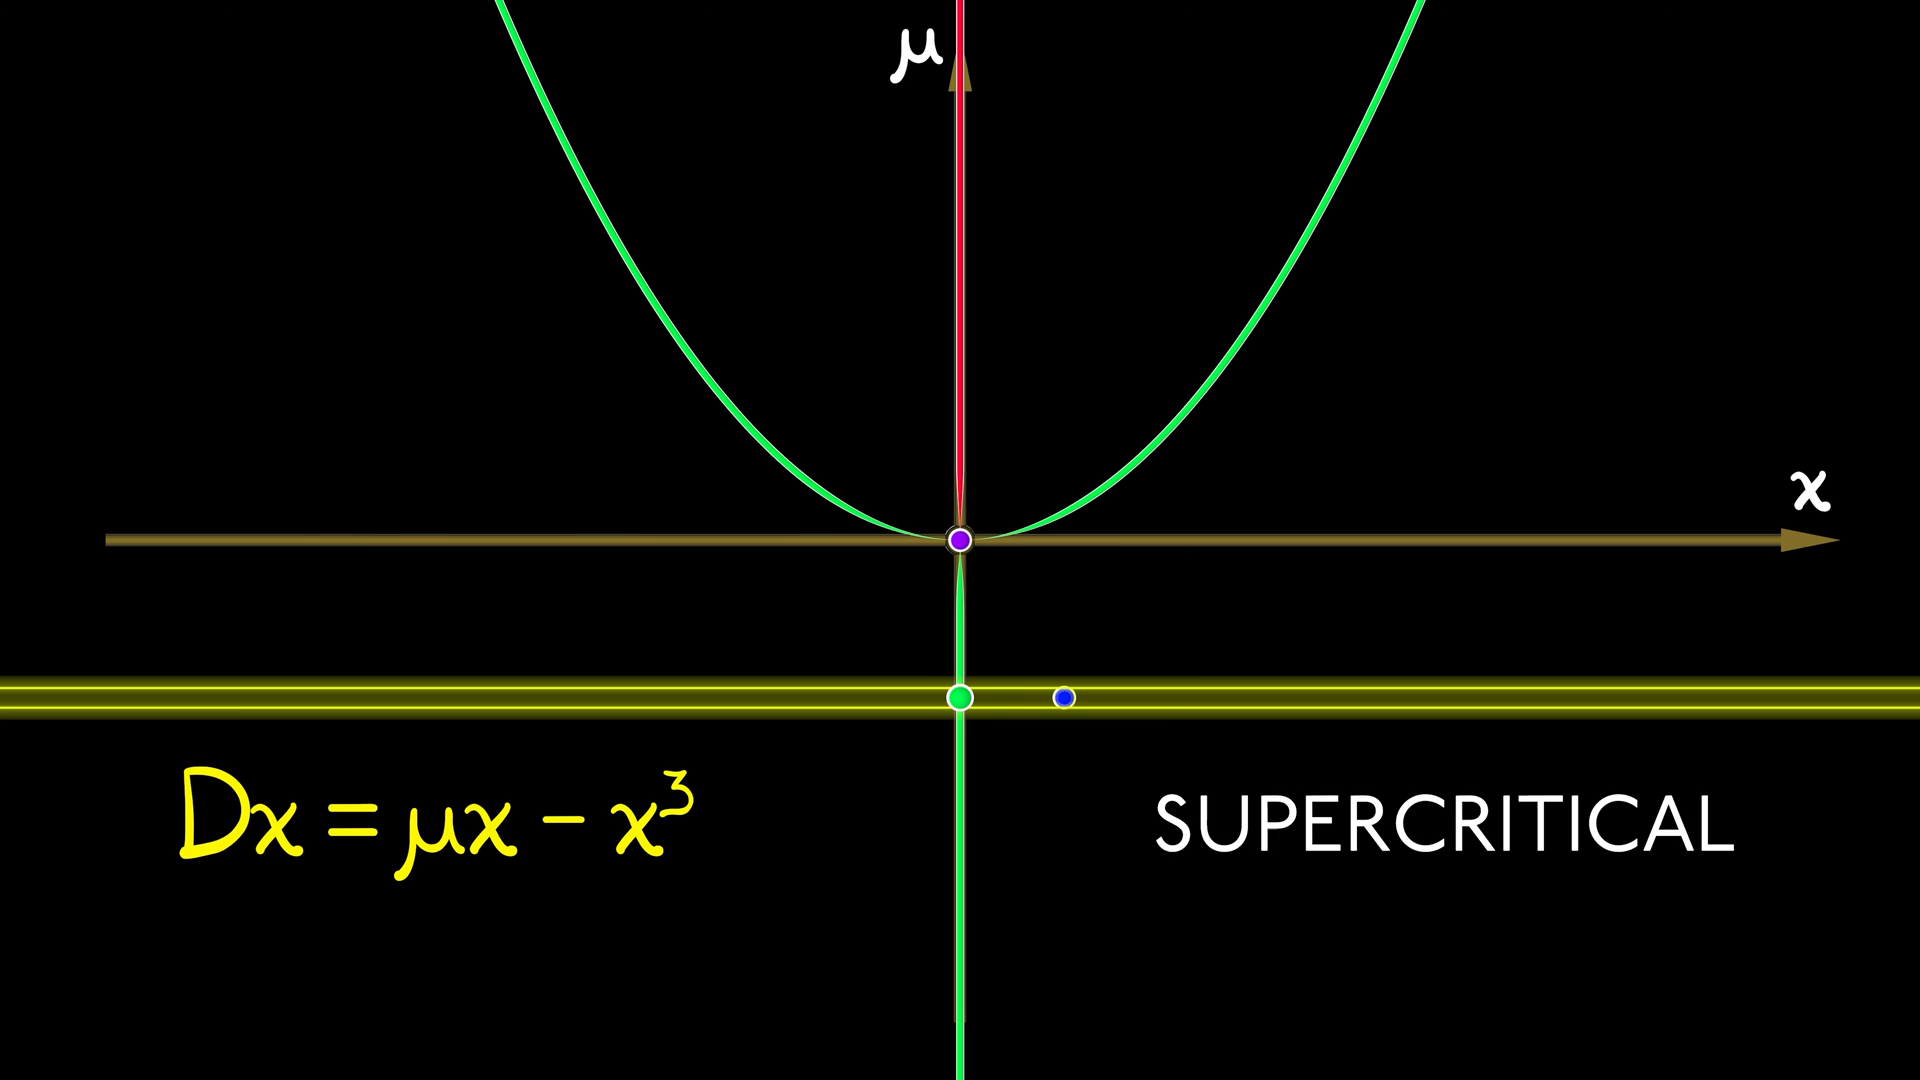 μ
x
Dx = μx - x³
SUPERCRITICAL